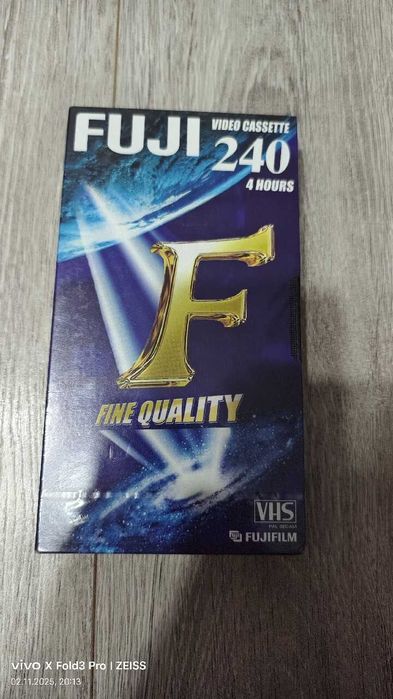 FUJI
VIDEO CASSETTE
240
4 HOURS
F
FINE QUALITY
VHS
PAL SECAM
FUJIFILM
vivo X Fold3 Pro | ZEISS
02.11.2025, 20:13